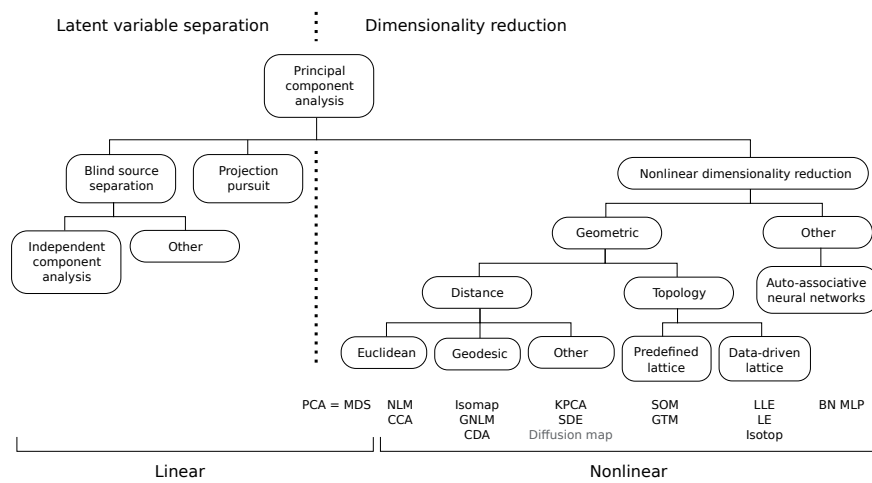 Latent variable separation
Dimensionality reduction
Principal
component
analysis
Blind source
separation
Projection
pursuit
Nonlinear dimensionality reduction
Independent
component
analysis
Other
Geometric
Other
Distance
Topology
Auto-associative
neural networks
Euclidean
Geodesic
Other
Predefined
lattice
Data-driven
lattice
PCA = MDS
NLM
CCA
Isomap
GNLM
CDA
KPCA
SDE
Diffusion map
SOM
GTM
LLE
LE
Isotop
BN MLP
Linear
Nonlinear